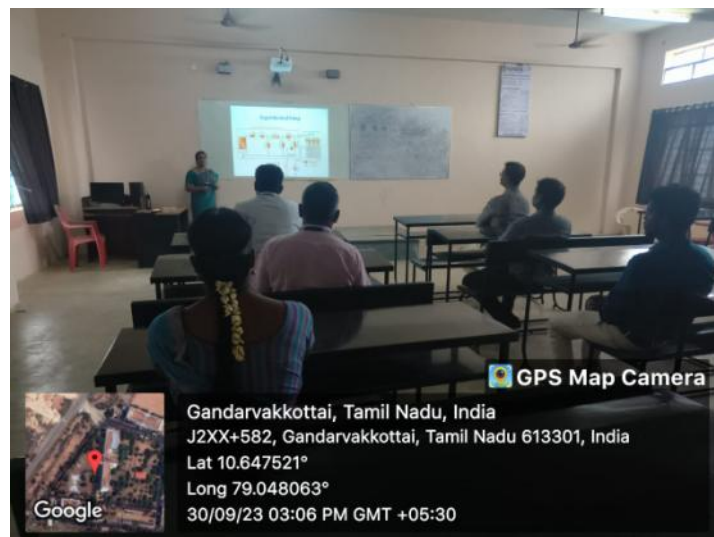 GPS Map Camera
Gandarvakkottai, Tamil Nadu, India
J2XX+582, Gandarvakkottai, Tamil Nadu 613301, India
Lat 10.647521°
Long 79.048063°
30/09/23 03:06 PM GMT +05:30
Google